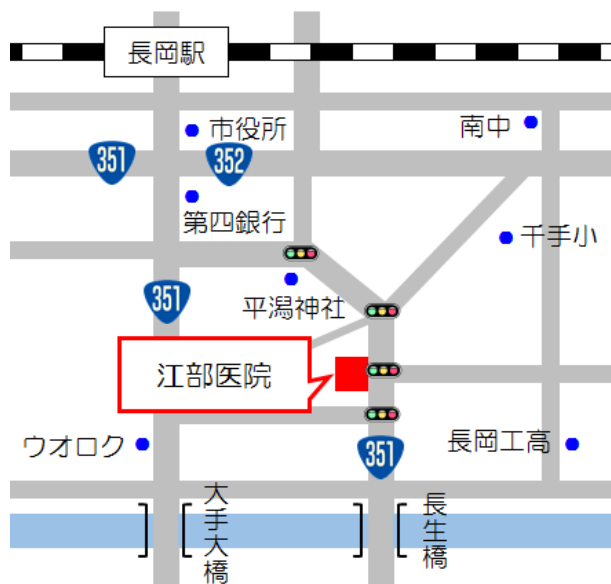 長岡駅
市役所
南中
351
352
第四銀行
千手小
351
平潟神社
江部医院
ウオロク
351
長岡工高
大手大橋
長生橋